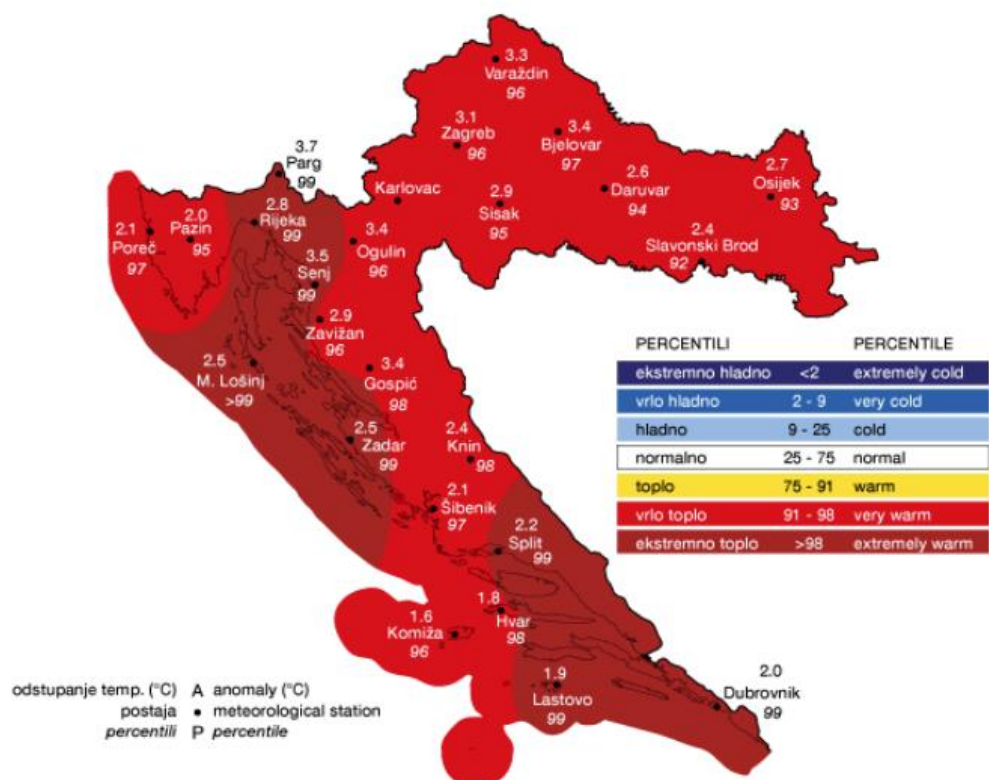 3.3
Varaždin
96
3.1
Zagreb
96
3.4
Bjelovar
97
3.7
Parg
99
2.6
Daruvar
94
2.7
Osijek
93
Karlovac
2.9
Sisak
95
2.8
Rijeka
99
2.0
Pazin
95
2.1
Poreč
97
3.4
Ogulin
96
2.4
Slavonski Brod
92
3.5
Senj
99
2.9
Zavižan
96
2.5
M. Lošinj
>99
3.4
Gospić
98
2.5
Zadar
99
2.4
Knin
98
2.1
Šibenik
97
2.2
Split
99
1.8
Hvar
98
1.6
Komiža
96
1.9
Lastovo
99
2.0
Dubrovnik
99
PERCENTILI PERCENTILE
ekstremno hladno <2 extremely cold
vrlo hladno 2 - 9 very cold
hladno 9 - 25 cold
normalno 25 - 75 normal
toplo 75 - 91 warm
vrlo toplo 91 - 98 very warm
ekstremno toplo >98 extremely warm
odstupanje temp. (°C) A anomaly (°C)
postaja • meteorological station
percentili P percentile